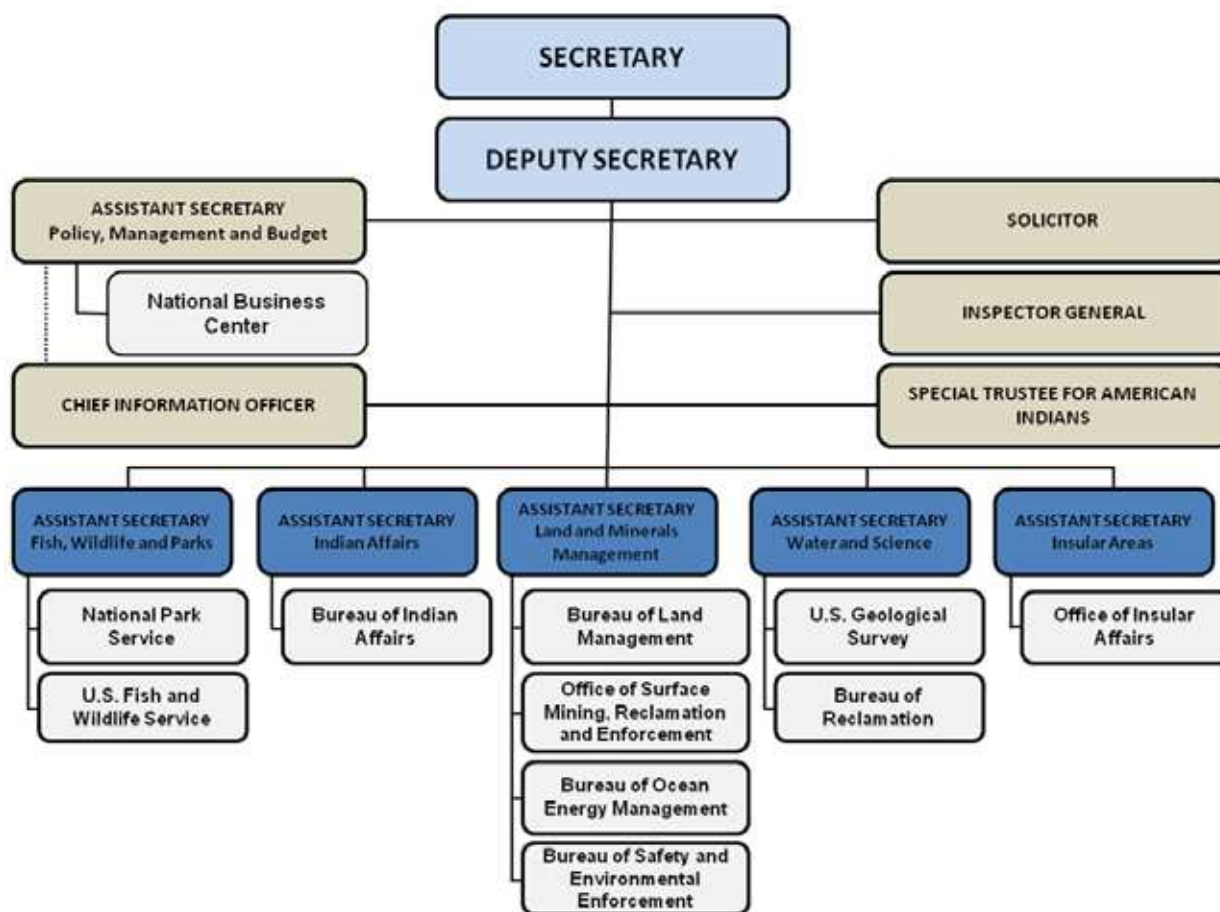 SECRETARY
DEPUTY SECRETARY
ASSISTANT SECRETARY
Policy, Management and Budget
SOLICITOR
National Business
Center
INSPECTOR GENERAL
CHIEF INFORMATION OFFICER
SPECIAL TRUSTEE FOR AMERICAN
INDIANS
ASSISTANT SECRETARY
Fish, Wildlife and Parks
ASSISTANT SECRETARY
Indian Affairs
ASSISTANT SECRETARY
Land and Minerals
Management
ASSISTANT SECRETARY
Water and Science
ASSISTANT SECRETARY
Insular Areas
National Park
Service
U.S. Fish and
Wildlife Service
Bureau of Indian
Affairs
Bureau of Land
Management
Office of Surface
Mining, Reclamation
and Enforcement
Bureau of Ocean
Energy Management
Bureau of Safety and
Environmental
Enforcement
U.S. Geological
Survey
Bureau of
Reclamation
Office of Insular
Affairs